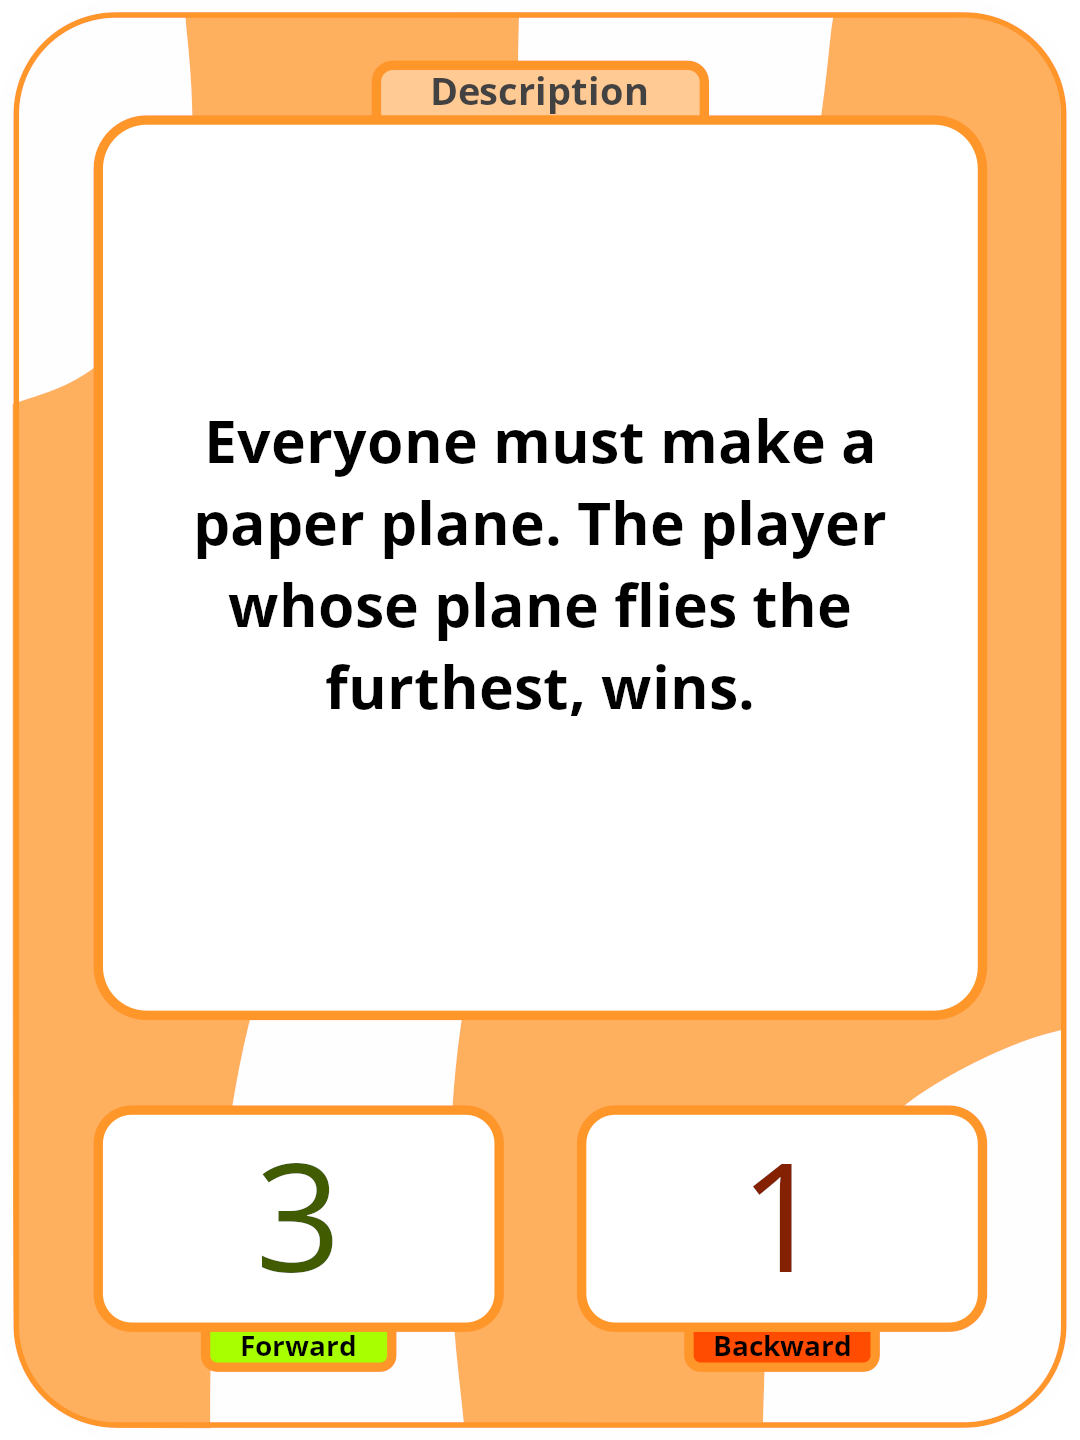 Description
Everyone must make a
paper plane. The player
whose plane flies the
furthest, wins.
3
1
Forward
Backward